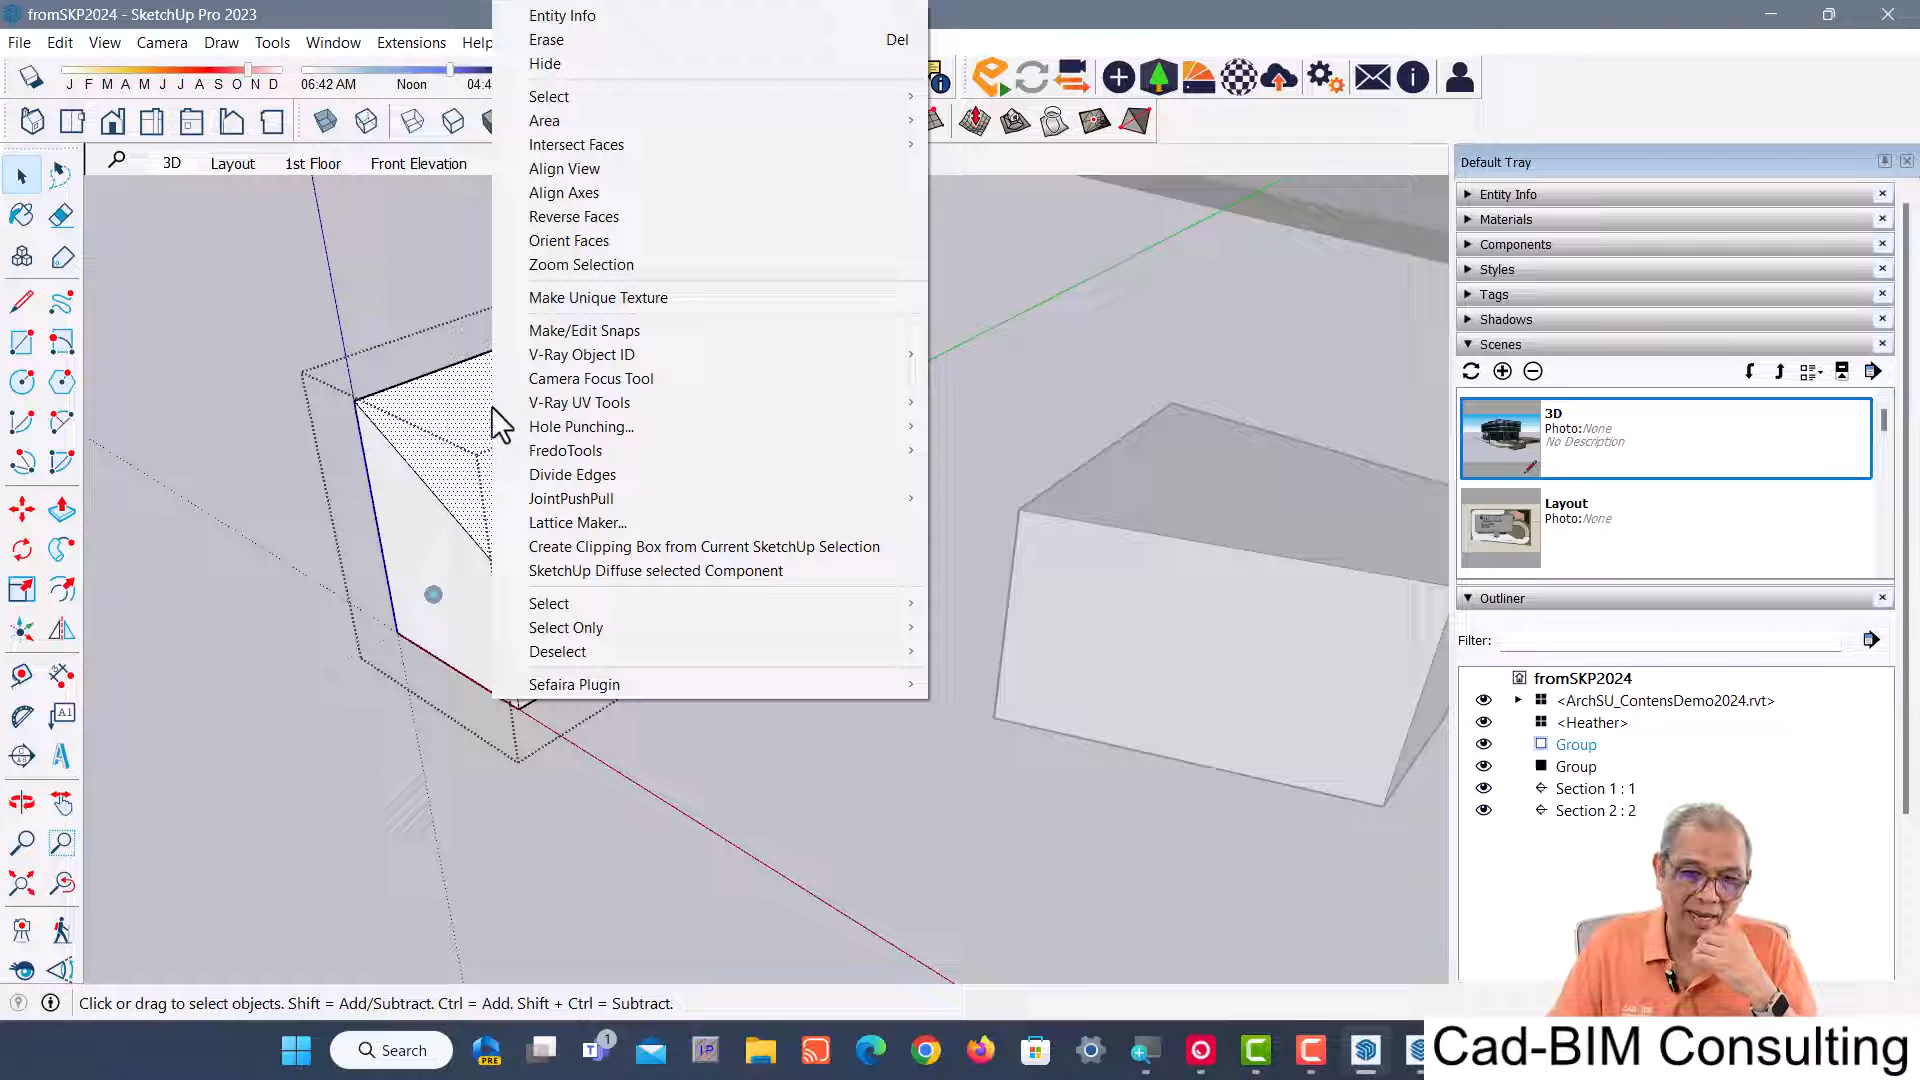 fromSKP2024 - SketchUp Pro 2023
File Edit View Camera Draw Tools Window Extensions Help
J F M A M J J A S O N D
06:42 AM Noon 04:4
3D Layout 1st Floor Front Elevation
Entity Info
Erase Del
Hide
Select
Area
Intersect Faces
Align View
Align Axes
Reverse Faces
Orient Faces
Zoom Selection
Make Unique Texture
Make/Edit Snaps
V-Ray Object ID
Camera Focus Tool
V-Ray UV Tools
Hole Punching...
FredoTools
Divide Edges
JointPushPull
Lattice Maker...
Create Clipping Box from Current SketchUp Selection
SketchUp Diffuse selected Component
Select
Select Only
Deselect
Sefaira Plugin
Default Tray
Entity Info
Materials
Components
Styles
Tags
Shadows
Scenes
3D
Photo:None
No Description
Layout
Photo:None
Outliner
Filter:
fromSKP2024
<ArchSU_ContensDemo2024.rvt>
<Heather>
Group
Group
Section 1 : 1
Section 2 : 2
A1
Click or drag to select objects. Shift = Add/Subtract. Ctrl = Add. Shift + Ctrl = Subtract.
Search
PRE
1
Cad-BIM Consulting